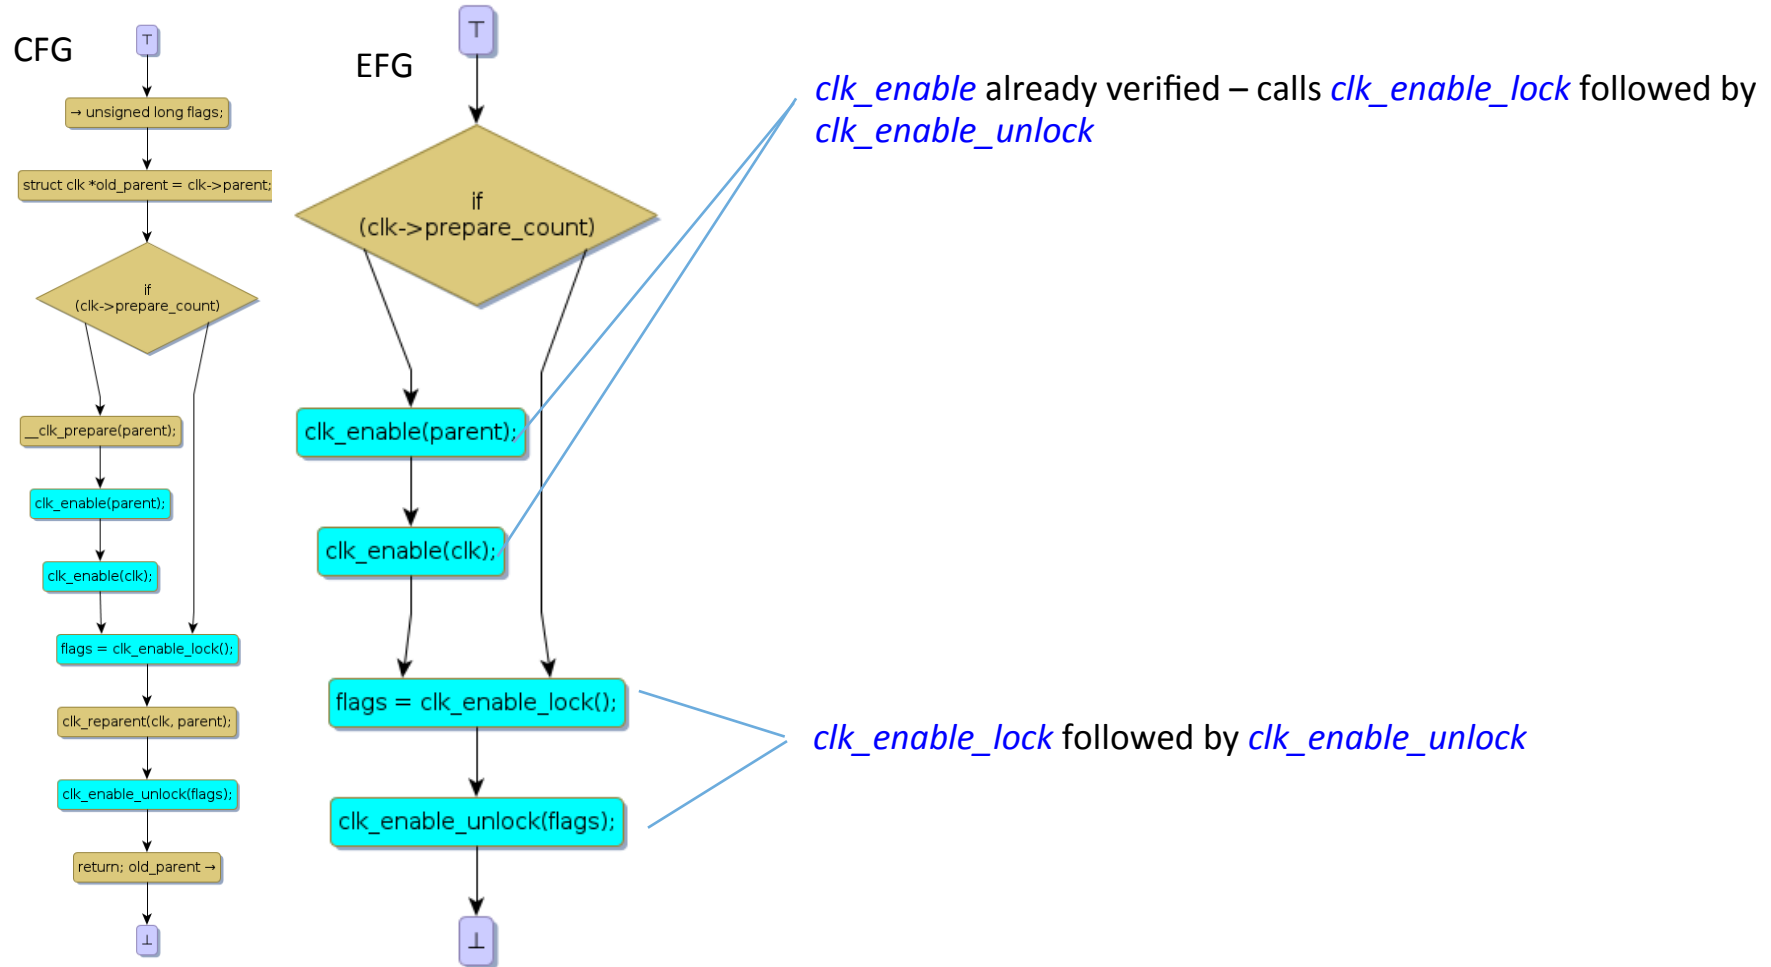 CFG
⊤
→ unsigned long flags;
struct clk *old_parent = clk->parent;
if
(clk->prepare_count)
__clk_prepare(parent);
clk_enable(parent);
clk_enable(clk);
flags = clk_enable_lock();
clk_reparent(clk, parent);
clk_enable_unlock(flags);
return; old_parent →
⊥
EFG
⊤
if
(clk->prepare_count)
clk_enable(parent);
clk_enable(clk);
flags = clk_enable_lock();
clk_enable_unlock(flags);
⊥
clk_enable already verified – calls clk_enable_lock followed by
clk_enable_unlock
clk_enable_lock followed by clk_enable_unlock